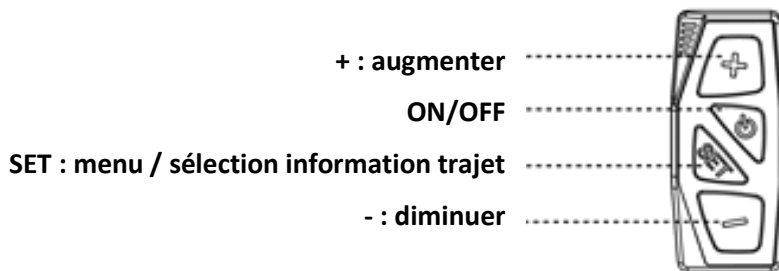 + : augmenter
ON/OFF
SET : menu / sélection information trajet
- : diminuer
+
SET
-